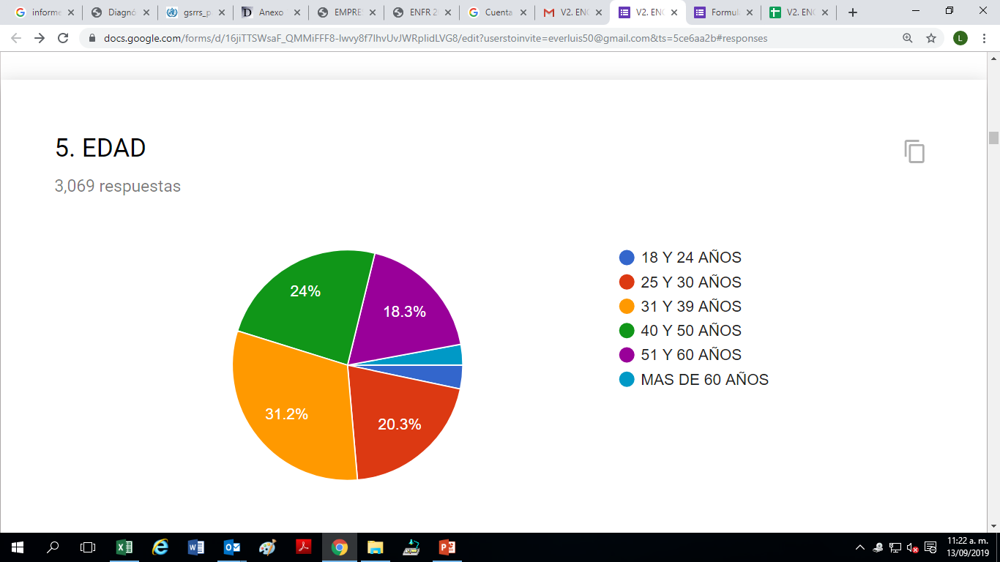 informe
Diagnó
gsrrs_p
Anexo
EMPRE
ENFR 2
Cuenta
V2. ENC
V2. ENC
Formul
V2. ENC
docs.google.com/forms/d/16jiTTSWsaF_QMMiFFF8-lwvy8f7lhvUvJWRpIidLVG8/edit?userstoinvite=everluis50@gmail.com&ts=5ce6aa2b#responses
L
5. EDAD
3,069 respuestas
24%
18.3%
31.2%
20.3%
18 Y 24 AÑOS
25 Y 30 AÑOS
31 Y 39 AÑOS
40 Y 50 AÑOS
51 Y 60 AÑOS
MAS DE 60 AÑOS
11:22 a. m.
13/09/2019